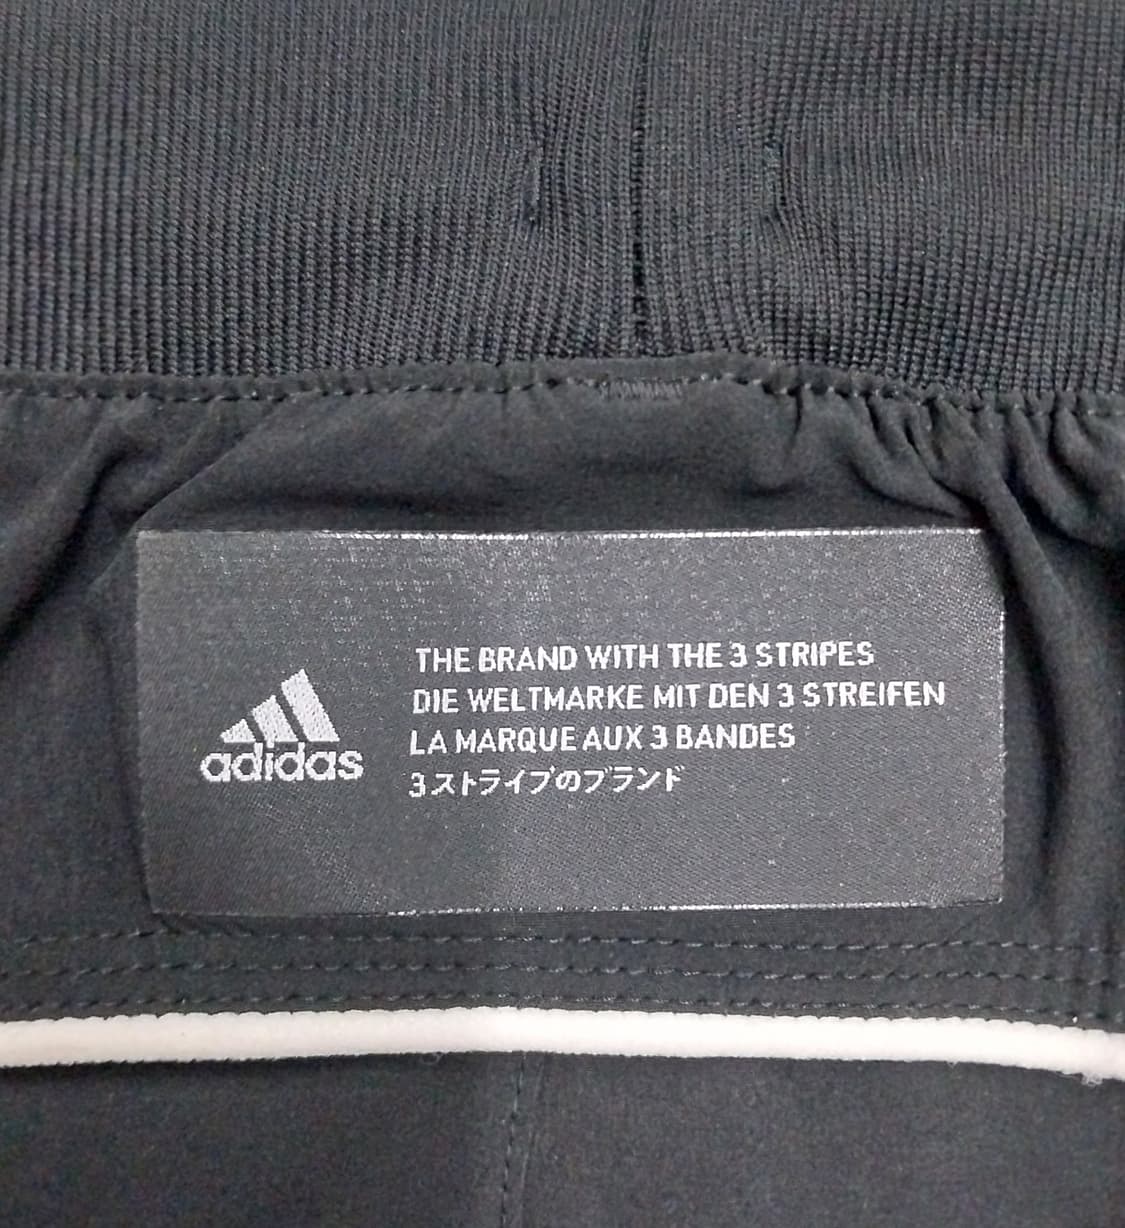 adidas
THE BRAND WITH THE 3 STRIPES
DIE WELTMARKE MIT DEN 3 STREIFEN
LA MARQUE AUX 3 BANDES
3ストライプのブランド